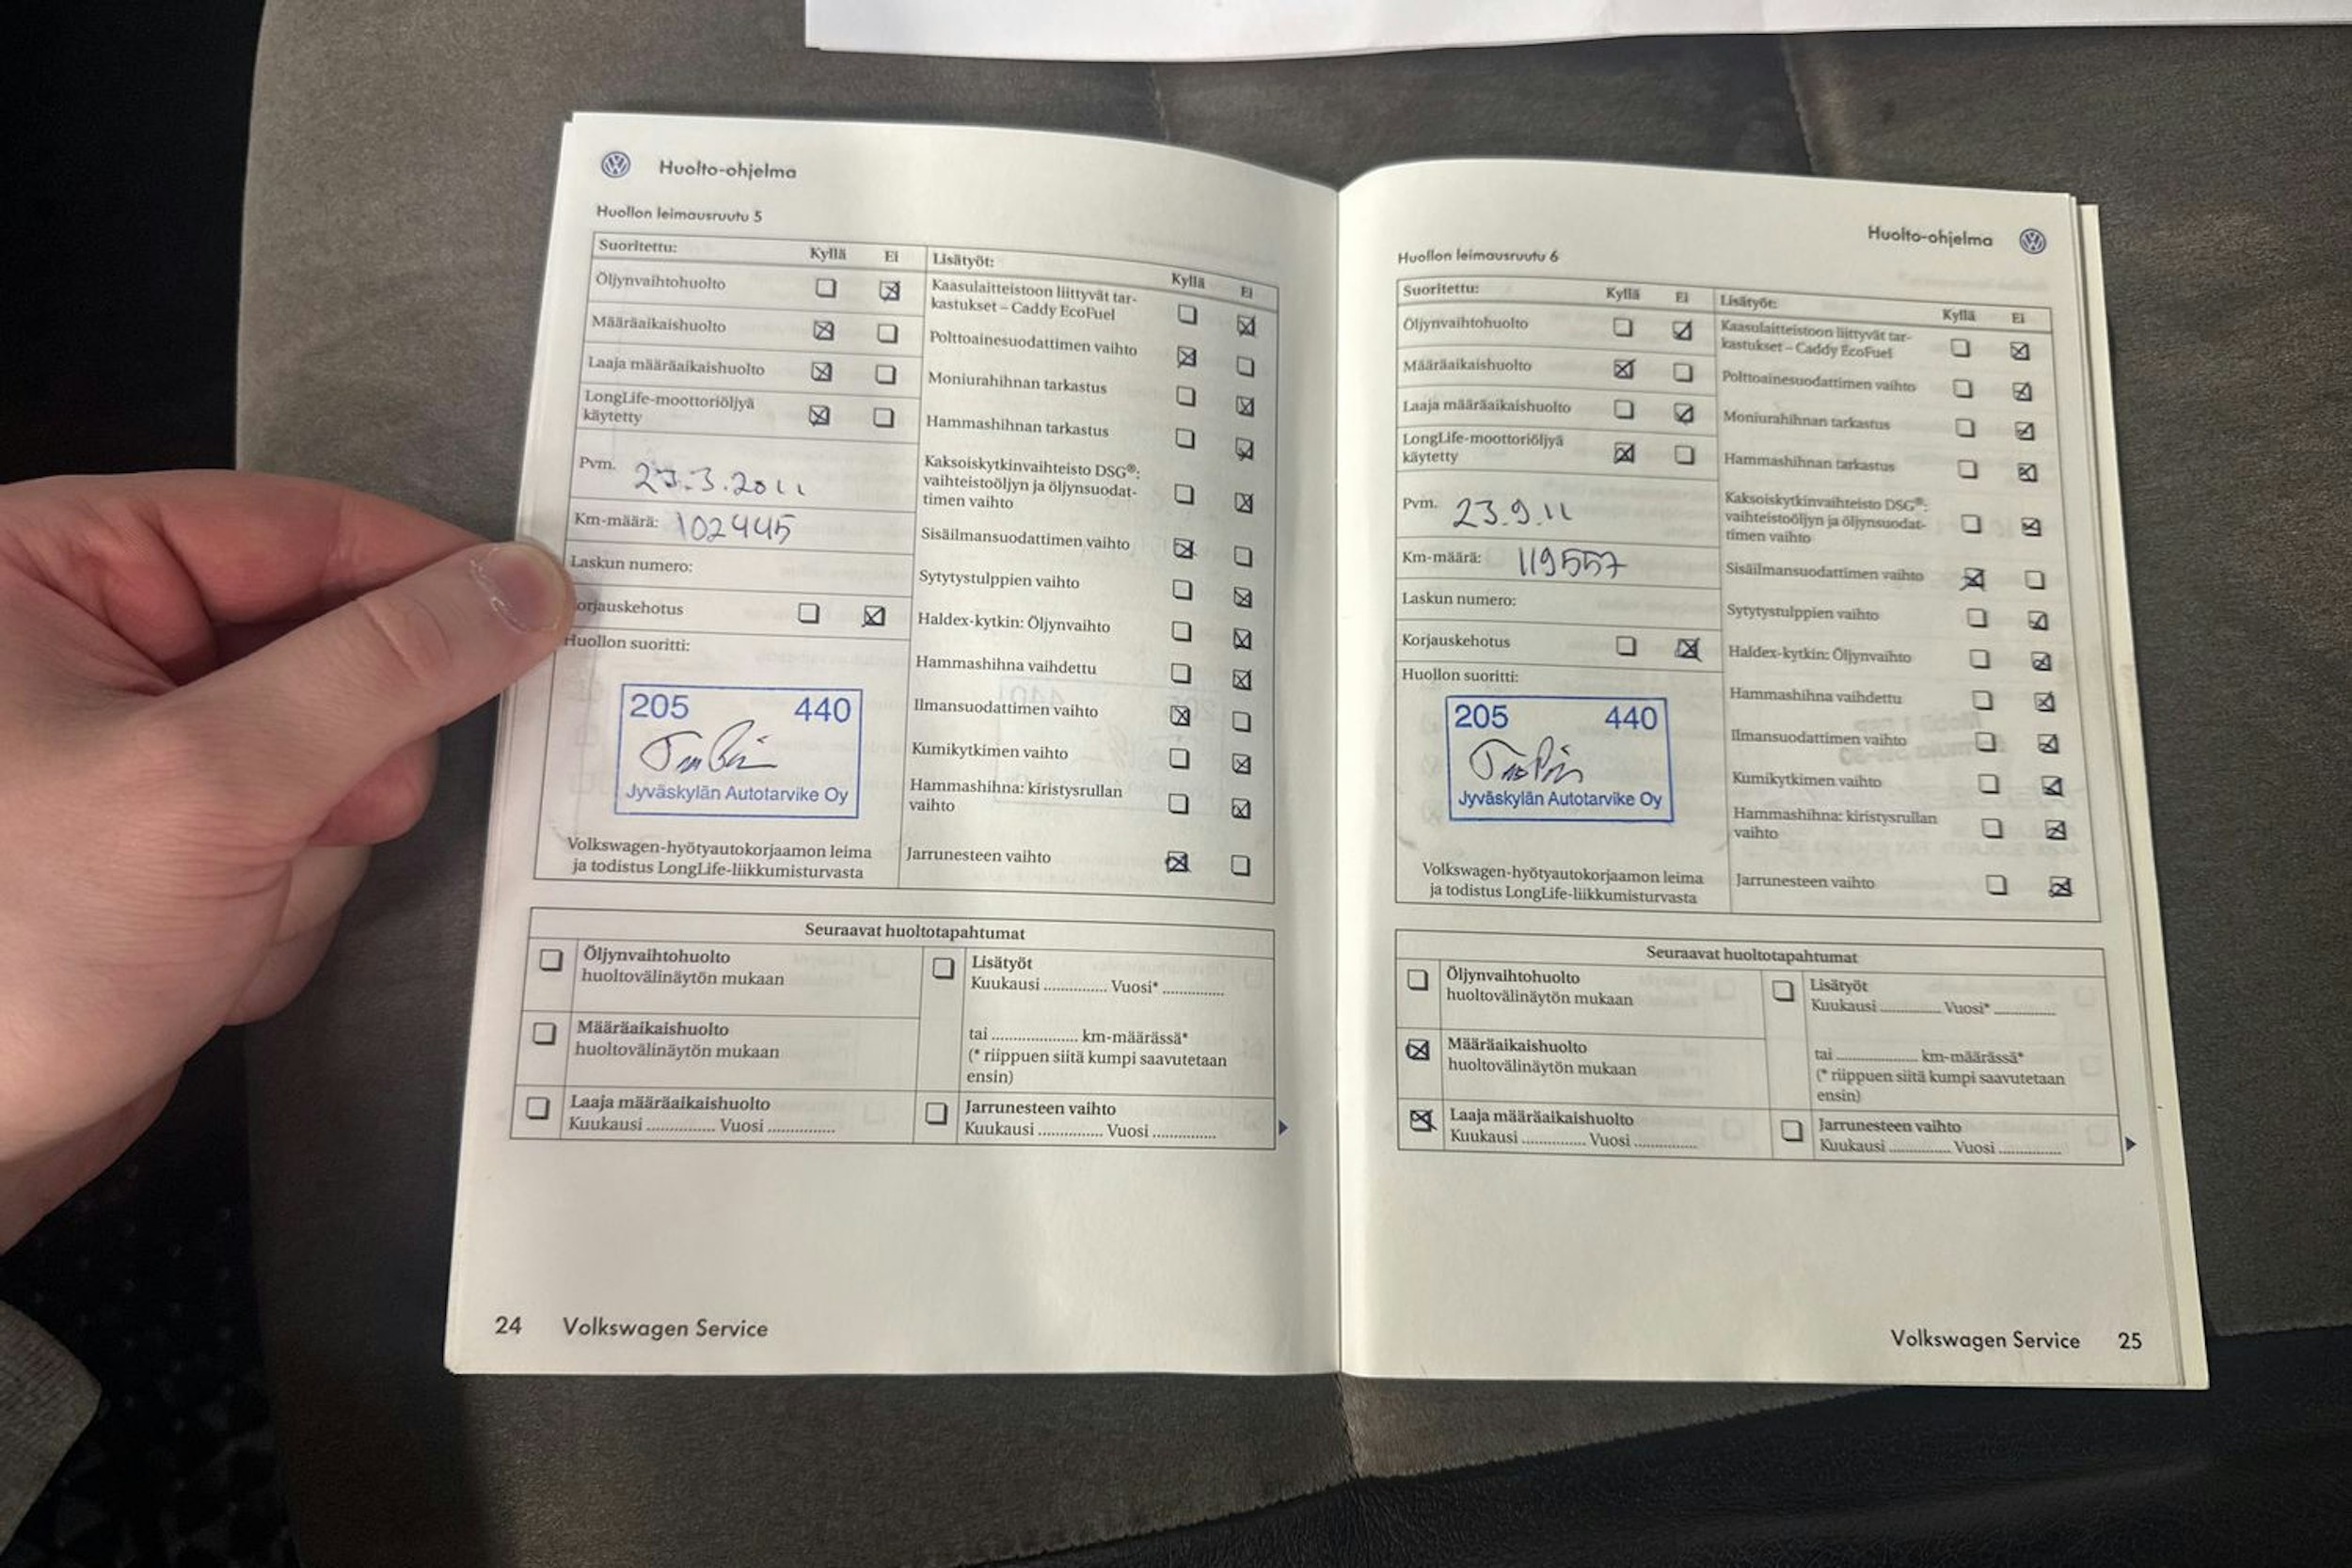 Huolto-ohjelma
Huollon leimausruutu 5
Suoritettu: Kyllä Ei
Öljynvaihtohuolto
Määräaikaishuolto
Laaja määräaikaishuolto
LongLife-moottoriöljyä
käytetty
Pvm. 23.3.2011
Km-määrä: 102445
Laskun numero:
orjauskehotus
Huollon suoritti:
205 440
Jyväskylän Autotarvike Oy
Volkswagen-hyötyautokorjaamon leima
ja todistus LongLife-liikkumisturvasta
Lisätyöt: Kyllä Ei
Kaasulaitteistoon liittyvät tar-
kastukset – Caddy EcoFuel
Polttoainesuodattimen vaihto
Moniurahihnan tarkastus
Hammashihnan tarkastus
Kaksoiskytkinvaihteisto DSG®:
vaihteistoöljyn ja öljynsuodat-
timen vaihto
Sisäilmansuodattimen vaihto
Sytytystulppien vaihto
Haldex-kytkin: Öljynvaihto
Hammashihna vaihdettu
Ilmansuodattimen vaihto
Kumikytkimen vaihto
Hammashihna: kiristysrullan
vaihto
Jarrunesteen vaihto
Seuraavat huoltotapahtumat
Öljynvaihtohuolto
huoltovälinäytön mukaan
Määräaikaishuolto
huoltovälinäytön mukaan
Laaja määräaikaishuolto
Kuukausi ............... Vuosi ...............
Lisätyöt
Kuukausi .............. Vuosi* ..............
tai .................... km-määrässä*
(* riippuen siitä kumpi saavutetaan
ensin)
Jarrunesteen vaihto
Kuukausi .............. Vuosi ..............
24 Volkswagen Service
Huolto-ohjelma
Huollon leimausruutu 6
Suoritettu: Kyllä Ei
Öljynvaihtohuolto
Määräaikaishuolto
Laaja määräaikaishuolto
LongLife-moottoriöljyä
käytetty
Pvm. 23.9.11
Km-määrä: 119557
Laskun numero:
Korjauskehotus
Huollon suoritti:
205 440
Jyväskylän Autotarvike Oy
Volkswagen-hyötyautokorjaamon leima
ja todistus LongLife-liikkumisturvasta
Lisätyöt: Kyllä Ei
Kaasulaitteistoon liittyvät tar-
kastukset – Caddy EcoFuel
Polttoainesuodattimen vaihto
Moniurahihnan tarkastus
Hammashihnan tarkastus
Kaksoiskytkinvaihteisto DSG®:
vaihteistoöljyn ja öljynsuodat-
timen vaihto
Sisäilmansuodattimen vaihto
Sytytystulppien vaihto
Haldex-kytkin: Öljynvaihto
Hammashihna vaihdettu
Ilmansuodattimen vaihto
Kumikytkimen vaihto
Hammashihna: kiristysrullan
vaihto
Jarrunesteen vaihto
Seuraavat huoltotapahtumat
Öljynvaihtohuolto
huoltovälinäytön mukaan
Määräaikaishuolto
huoltovälinäytön mukaan
Laaja määräaikaishuolto
Kuukausi .............. Vuosi ..............
Lisätyöt
Kuukausi .............. Vuosi* ..............
tai .................. km-määrässä*
(* riippuen siitä kumpi saavutetaan
ensin)
Jarrunesteen vaihto
Kuukausi .............. Vuosi ..............
Volkswagen Service 25